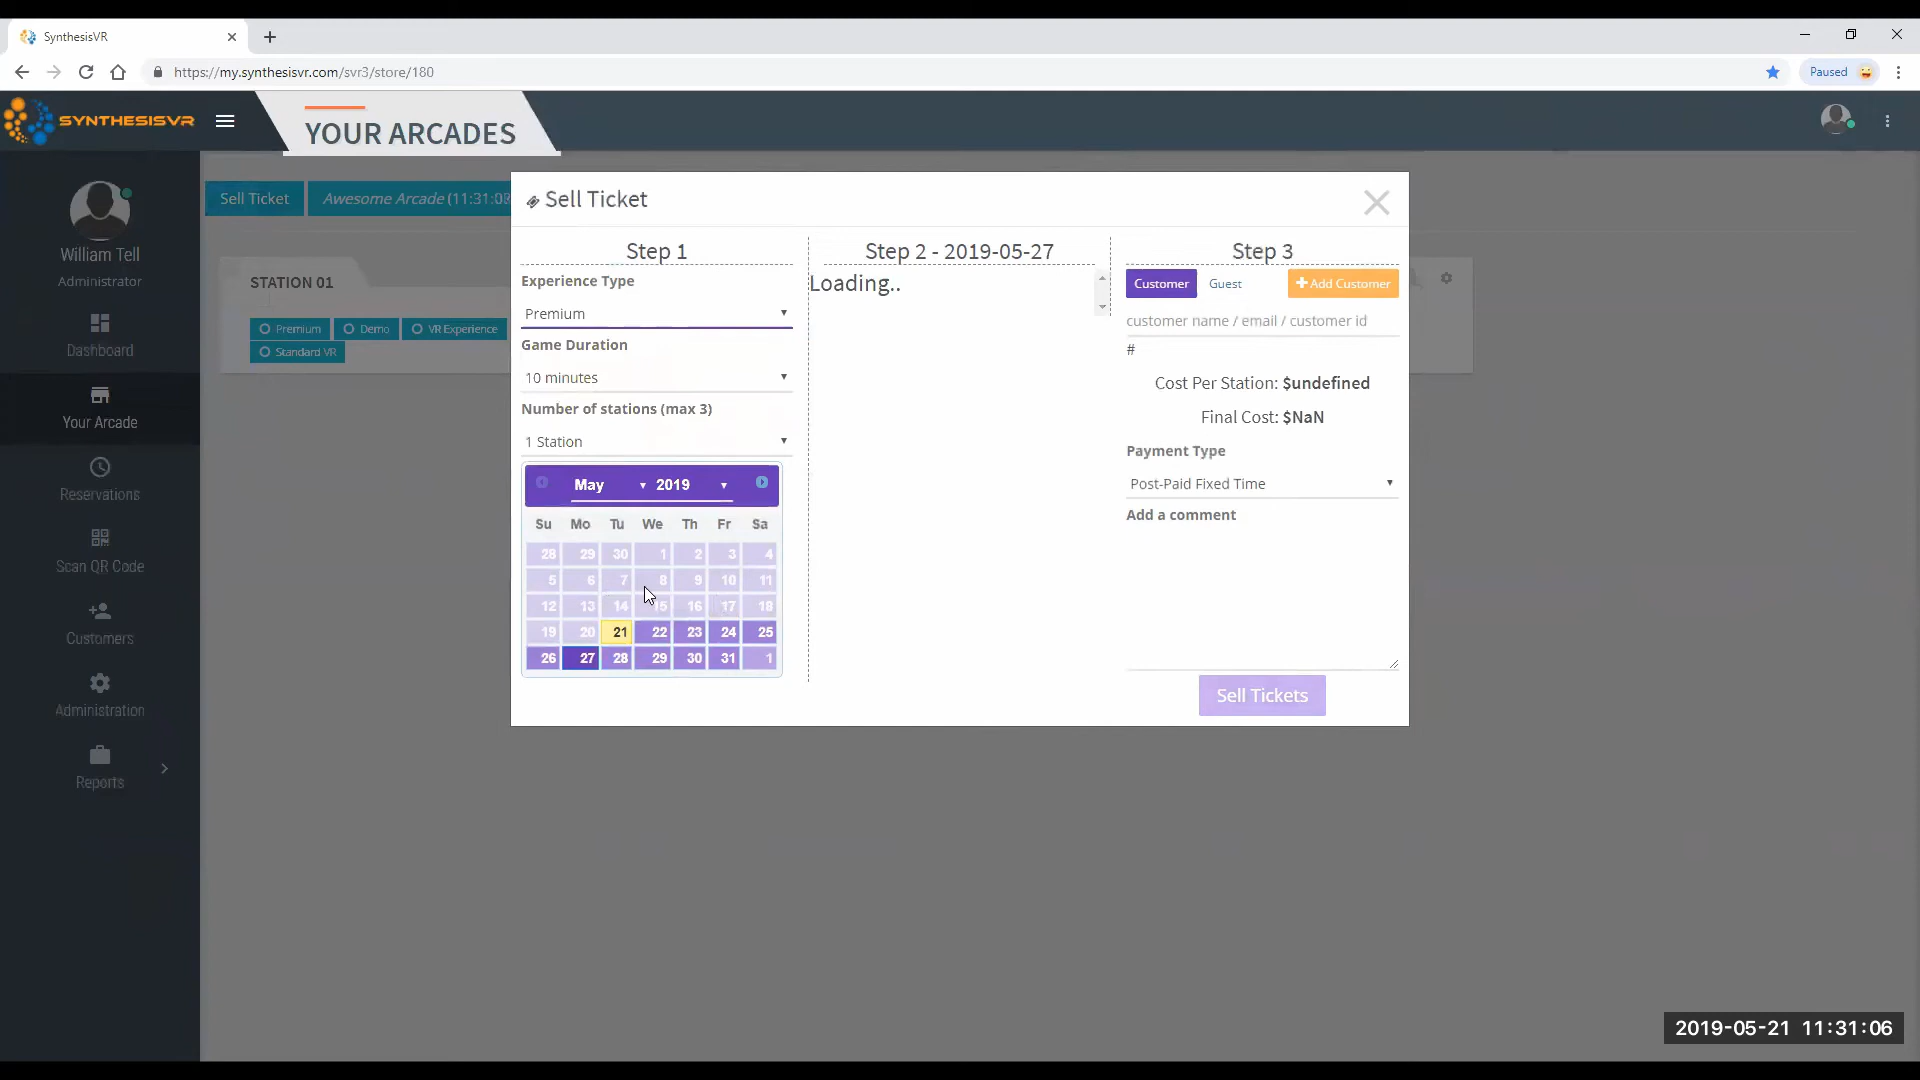 SynthesisVR
https://my.synthesisvr.com/svr3/store/180
Paused
SYNTHESISVR
YOUR ARCADES
William Tell
Administrator
Dashboard
Your Arcade
Reservations
Scan QR Code
Customers
Administration
Reports
Sell Ticket
Awesome Arcade (11:31:08
STATION 01
Premium
Demo
VR Experience
Standard VR
Sell Ticket
Step 1
Experience Type
Premium
Game Duration
10 minutes
Number of stations (max 3)
1 Station
May 2019
Su Mo Tu We Th Fr Sa
28 29 30 1 2 3 4
5 6 7 8 9 10 11
12 13 14 15 16 17 18
19 20 21 22 23 24 25
26 27 28 29 30 31 1
Step 2 - 2019-05-27
Loading..
Step 3
Customer Guest + Add Customer
customer name / email / customer id
#
Cost Per Station: $undefined
Final Cost: $NaN
Payment Type
Post-Paid Fixed Time
Add a comment
Sell Tickets
2019-05-21 11:31:06